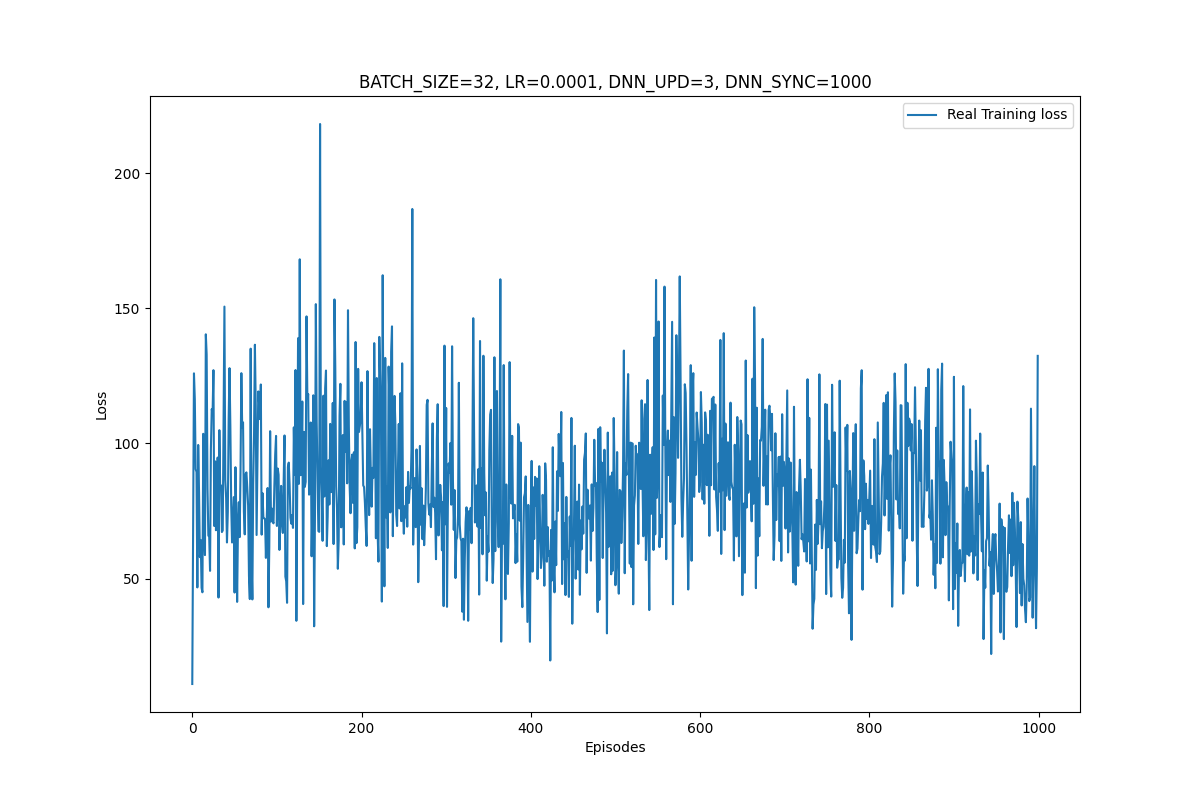 BATCH_SIZE=32, LR=0.0001, DNN_UPD=3, DNN_SYNC=1000
Real Training loss
200
150
100
50
Loss
0
200
400
600
800
1000
Episodes